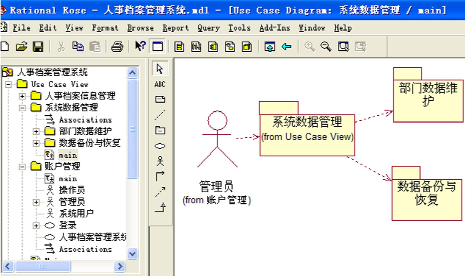 Rational Rose - 人事档案管理系统.mdl - [Use Case Diagram: 系统数据管理 / main]
File Edit View Format Browse Report Query Tools Add-Ins Window Help
人事档案管理系统
Use Case View
人事档案信息管理
系统数据管理
Associations
部门数据维护
数据备份与恢复
main
账户管理
main
操作员
管理员
系统用户
登录
人事档案管理系统
Associations
ABC
管理员
(from 账户管理)
系统数据管理
(from Use Case View)
部门数据维
护
数据备份与
恢复